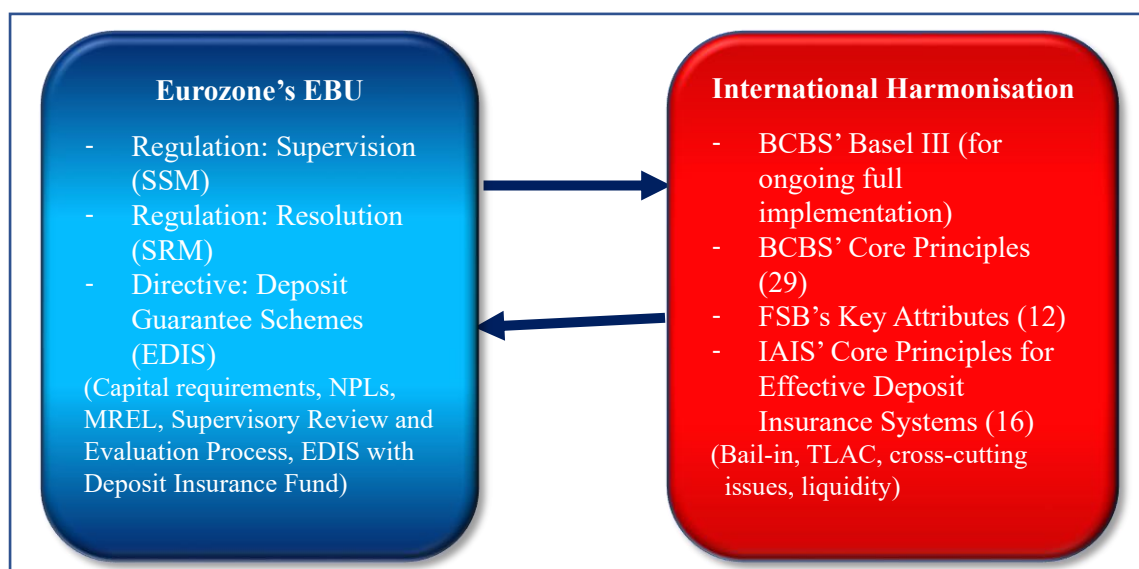 Eurozone’s EBU
- Regulation: Supervision
(SSM)
- Regulation: Resolution
(SRM)
- Directive: Deposit
Guarantee Schemes
(EDIS)
(Capital requirements, NPLs,
MREL, Supervisory Review and
Evaluation Process, EDIS with
Deposit Insurance Fund)
International Harmonisation
- BCBS’ Basel III (for
ongoing full
implementation)
- BCBS’ Core Principles
(29)
- FSB’s Key Attributes (12)
- IAIS’ Core Principles for
Effective Deposit
Insurance Systems (16)
(Bail-in, TLAC, cross-cutting
issues, liquidity)